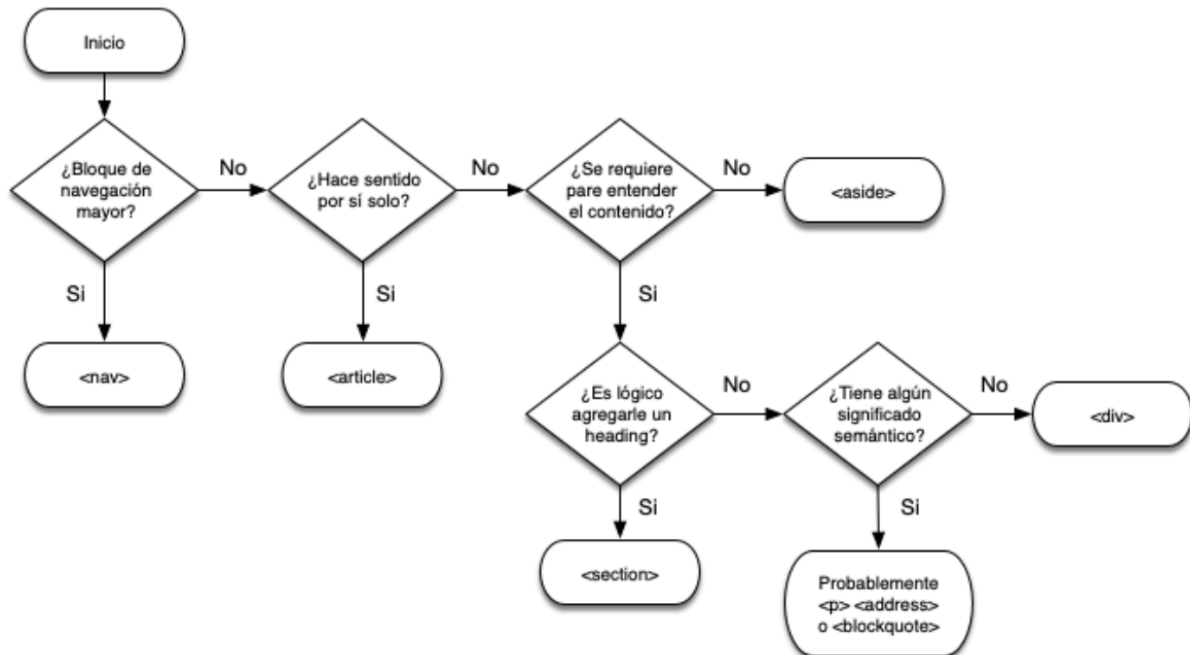 Inicio
¿Bloque de
navegación
mayor?
No
¿Hace sentido
por sí solo?
No
¿Se requiere
pare entender
el contenido?
No
<aside>
Si
<nav>
Si
<article>
Si
¿Es lógico
agregarle un
heading?
No
¿Tiene algún
significado
semántico?
No
<div>
Si
<section>
Si
Probablemente
<p> <address>
o <blockquote>